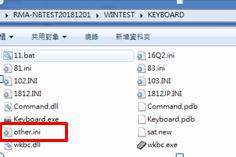 RMA-NBTEST20181201 ▸ WINTEST ▸ KEYBOARD
共用對象 ▼ 燒錄 新增資料夾
11.bat 16Q2.ini
81.ini 83.ini
102.INI 103.INI
1812.INI 1812JP.INI
Command.dll Command.pdb
Keyboard.exe Keyboard.pdb
other.ini sat.new
wkbc.dll wkbc.exe